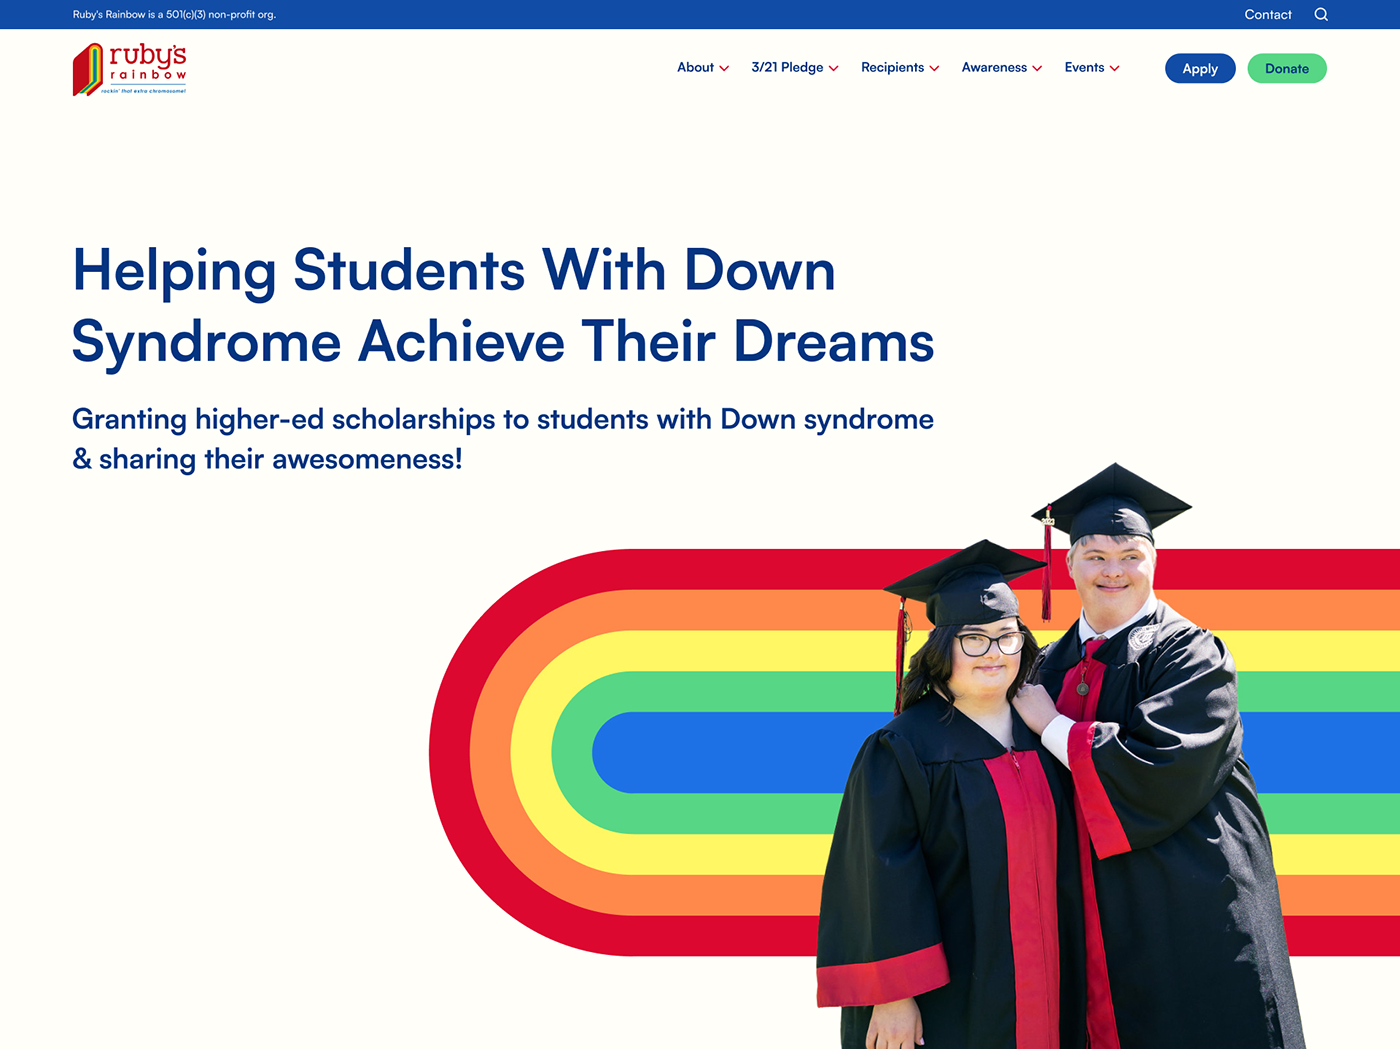 Ruby's Rainbow is a 501(c)(3) non-profit org.
Contact
ruby's
rainbow
rockin' that extra chromosome!
About
3/21 Pledge
Recipients
Awareness
Events
Apply
Donate
Helping Students With Down
Syndrome Achieve Their Dreams
Granting higher-ed scholarships to students with Down syndrome
& sharing their awesomeness!